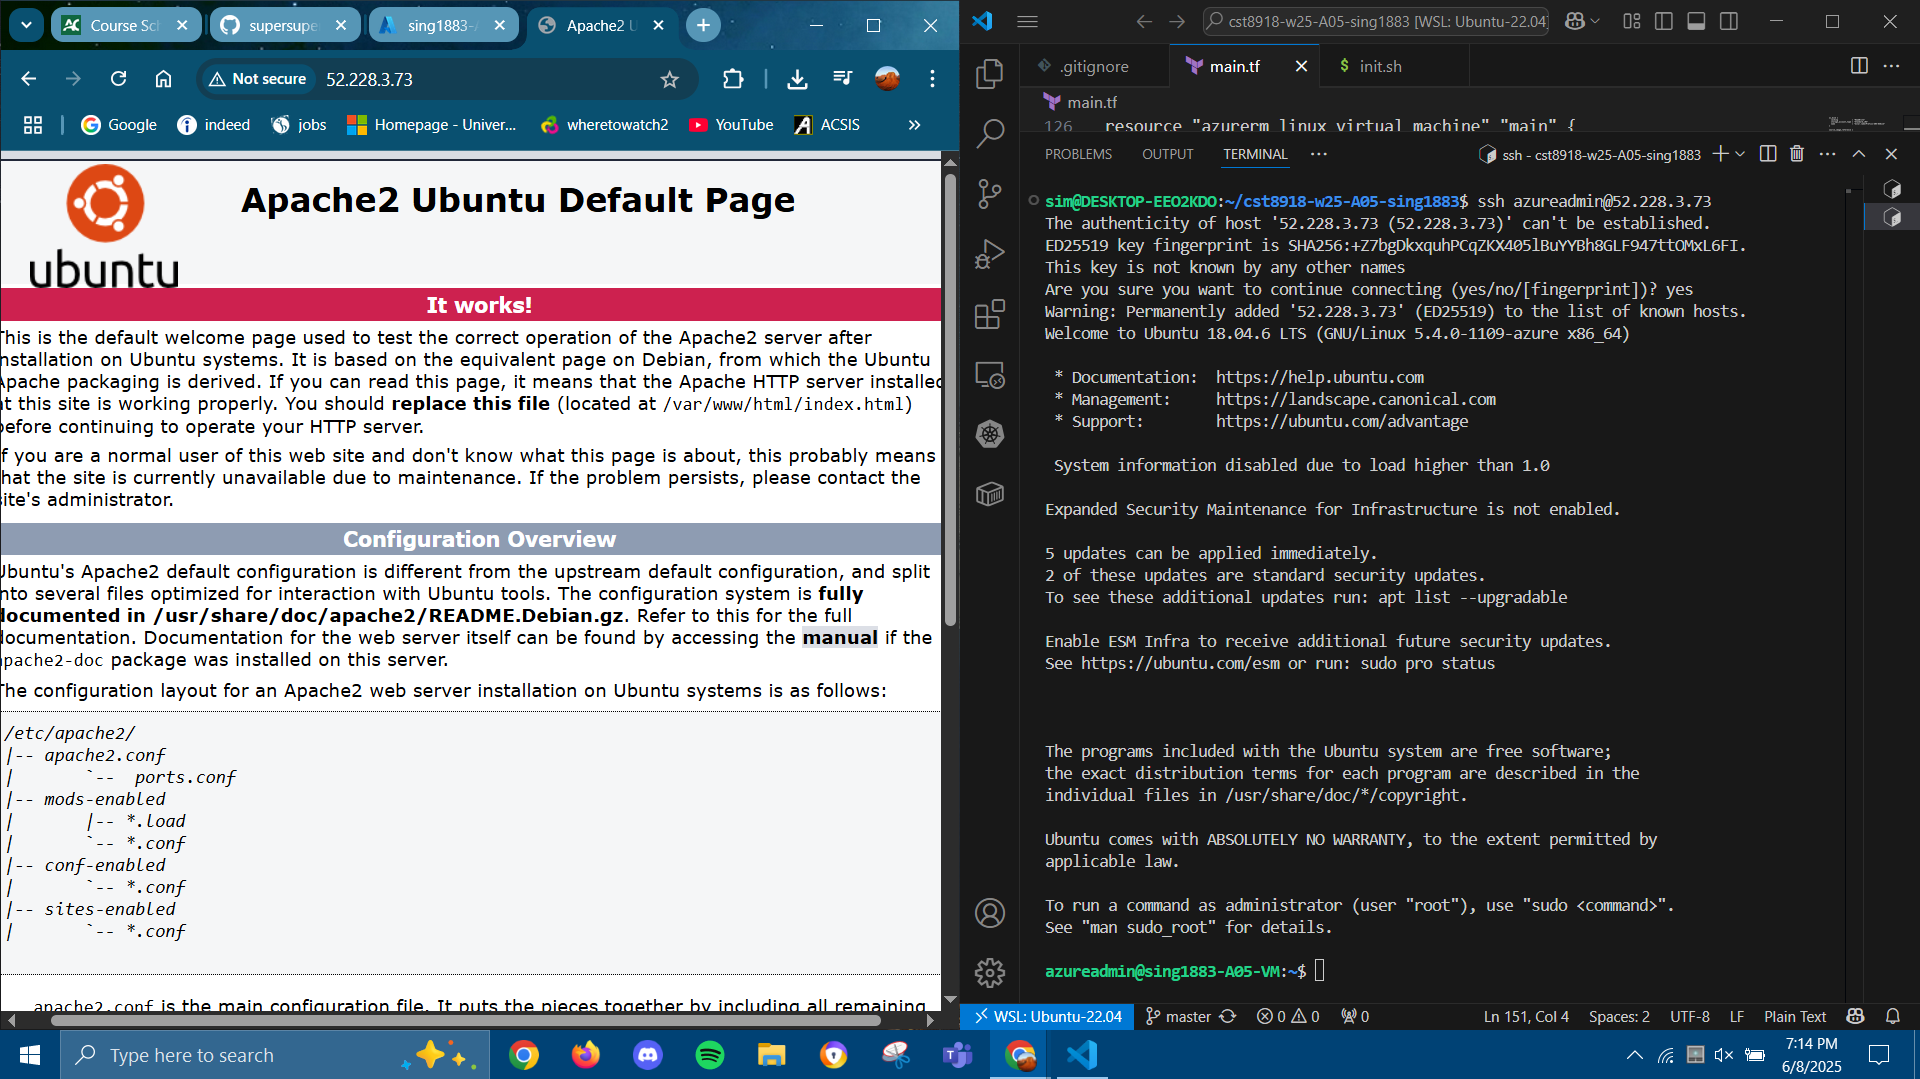 Course Sc
supersupe
sing1883-
Apache2 U
Not secure
52.228.3.73
Google
indeed
jobs
Homepage - Univer...
wheretowatch2
YouTube
ACSIS
»
ubuntu
Apache2 Ubuntu Default Page
It works!
This is the default welcome page used to test the correct operation of the Apache2 server after
installation on Ubuntu systems. It is based on the equivalent page on Debian, from which the Ubuntu
Apache packaging is derived. If you can read this page, it means that the Apache HTTP server installed
at this site is working properly. You should replace this file (located at /var/www/html/index.html)
before continuing to operate your HTTP server.
If you are a normal user of this web site and don't know what this page is about, this probably means
that the site is currently unavailable due to maintenance. If the problem persists, please contact the
site's administrator.
Configuration Overview
Ubuntu's Apache2 default configuration is different from the upstream default configuration, and split
into several files optimized for interaction with Ubuntu tools. The configuration system is fully
documented in /usr/share/doc/apache2/README.Debian.gz. Refer to this for the full
documentation. Documentation for the web server itself can be found by accessing the manual if the
apache2-doc package was installed on this server.
The configuration layout for an Apache2 web server installation on Ubuntu systems is as follows:
/etc/apache2/
|-- apache2.conf
|       `--  ports.conf
|-- mods-enabled
|       |-- *.load
|       `-- *.conf
|-- conf-enabled
|       `-- *.conf
|-- sites-enabled
|       `-- *.conf
apache2.conf is the main configuration file. It puts the pieces together by including all remaining
cst8918-w25-A05-sing1883 [WSL: Ubuntu-22.04]
.gitignore
main.tf
$ init.sh
main.tf
126 resource "azurerm_linux_virtual_machine" "main" {
PROBLEMS
OUTPUT
TERMINAL
ssh - cst8918-w25-A05-sing1883
sim@DESKTOP-EEO2KDO:~/cst8918-w25-A05-sing1883$ ssh azureadmin@52.228.3.73
The authenticity of host '52.228.3.73 (52.228.3.73)' can't be established.
ED25519 key fingerprint is SHA256:+Z7bgDkxquhPCqZKX405lBuYYBh8GLF947ttOMxL6FI.
This key is not known by any other names
Are you sure you want to continue connecting (yes/no/[fingerprint])? yes
Warning: Permanently added '52.228.3.73' (ED25519) to the list of known hosts.
Welcome to Ubuntu 18.04.6 LTS (GNU/Linux 5.4.0-1109-azure x86_64)
* Documentation:  https://help.ubuntu.com
* Management:     https://landscape.canonical.com
* Support:        https://ubuntu.com/advantage
System information disabled due to load higher than 1.0
Expanded Security Maintenance for Infrastructure is not enabled.
5 updates can be applied immediately.
2 of these updates are standard security updates.
To see these additional updates run: apt list --upgradable
Enable ESM Infra to receive additional future security updates.
See https://ubuntu.com/esm or run: sudo pro status
The programs included with the Ubuntu system are free software;
the exact distribution terms for each program are described in the
individual files in /usr/share/doc/*/copyright.
Ubuntu comes with ABSOLUTELY NO WARRANTY, to the extent permitted by
applicable law.
To run a command as administrator (user "root"), use "sudo <command>".
See "man sudo_root" for details.
azureadmin@sing1883-A05-VM:~$
WSL: Ubuntu-22.04
master
0
0
0
Ln 151, Col 4
Spaces: 2
UTF-8
LF
Plain Text
Type here to search
7:14 PM
6/8/2025